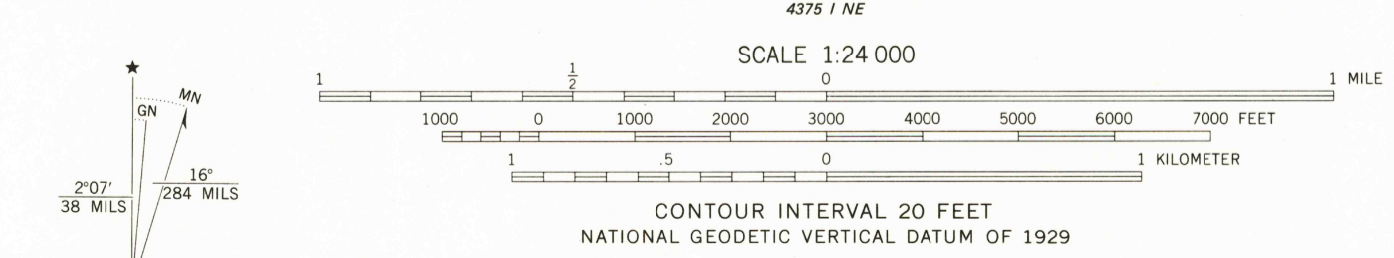 4375 I NE
SCALE 1:24 000
1 1/2 0 1 MILE
1000 0 1000 2000 3000 4000 5000 6000 7000 FEET
1 .5 0 1 KILOMETER
CONTOUR INTERVAL 20 FEET
NATIONAL GEODETIC VERTICAL DATUM OF 1929
★
GN
MN
2°07′
38 MILS
16°
284 MILS